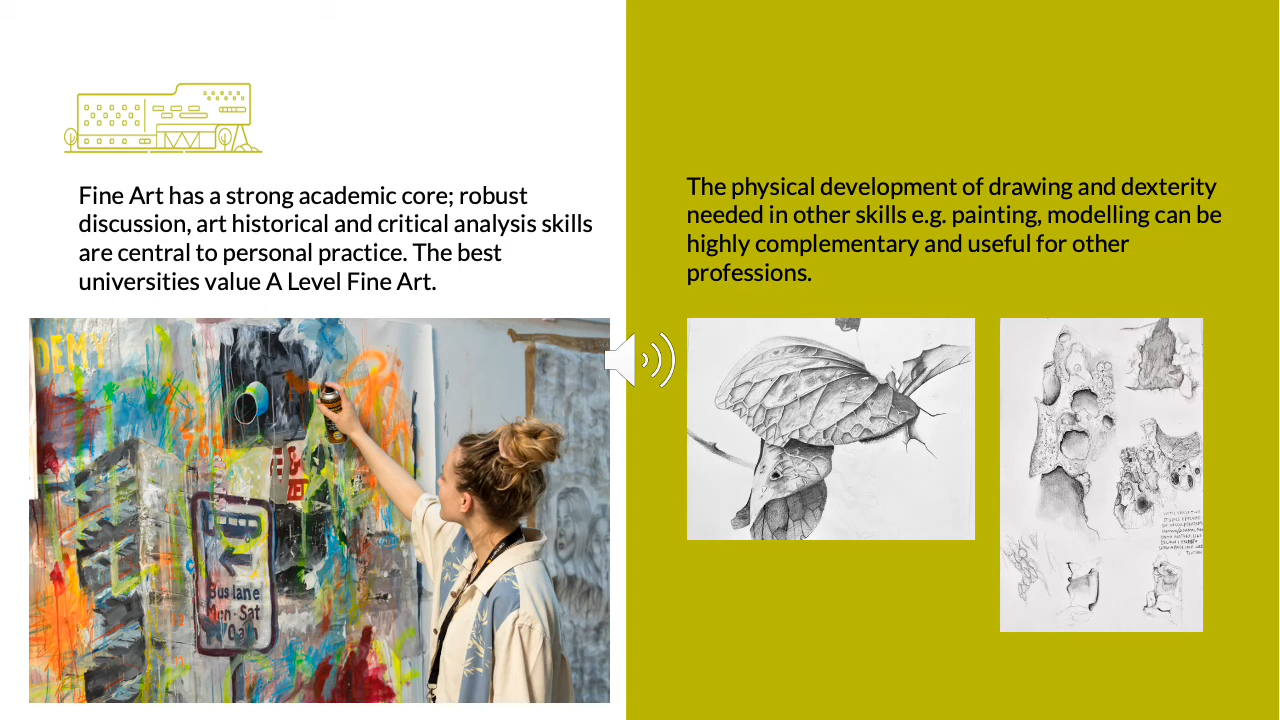 Fine Art has a strong academic core; robust
discussion, art historical and critical analysis skills
are central to personal practice. The best
universities value A Level Fine Art.
The physical development of drawing and dexterity
needed in other skills e.g. painting, modelling can be
highly complementary and useful for other
professions.
DEMY
Bus lane
Mon - Sat